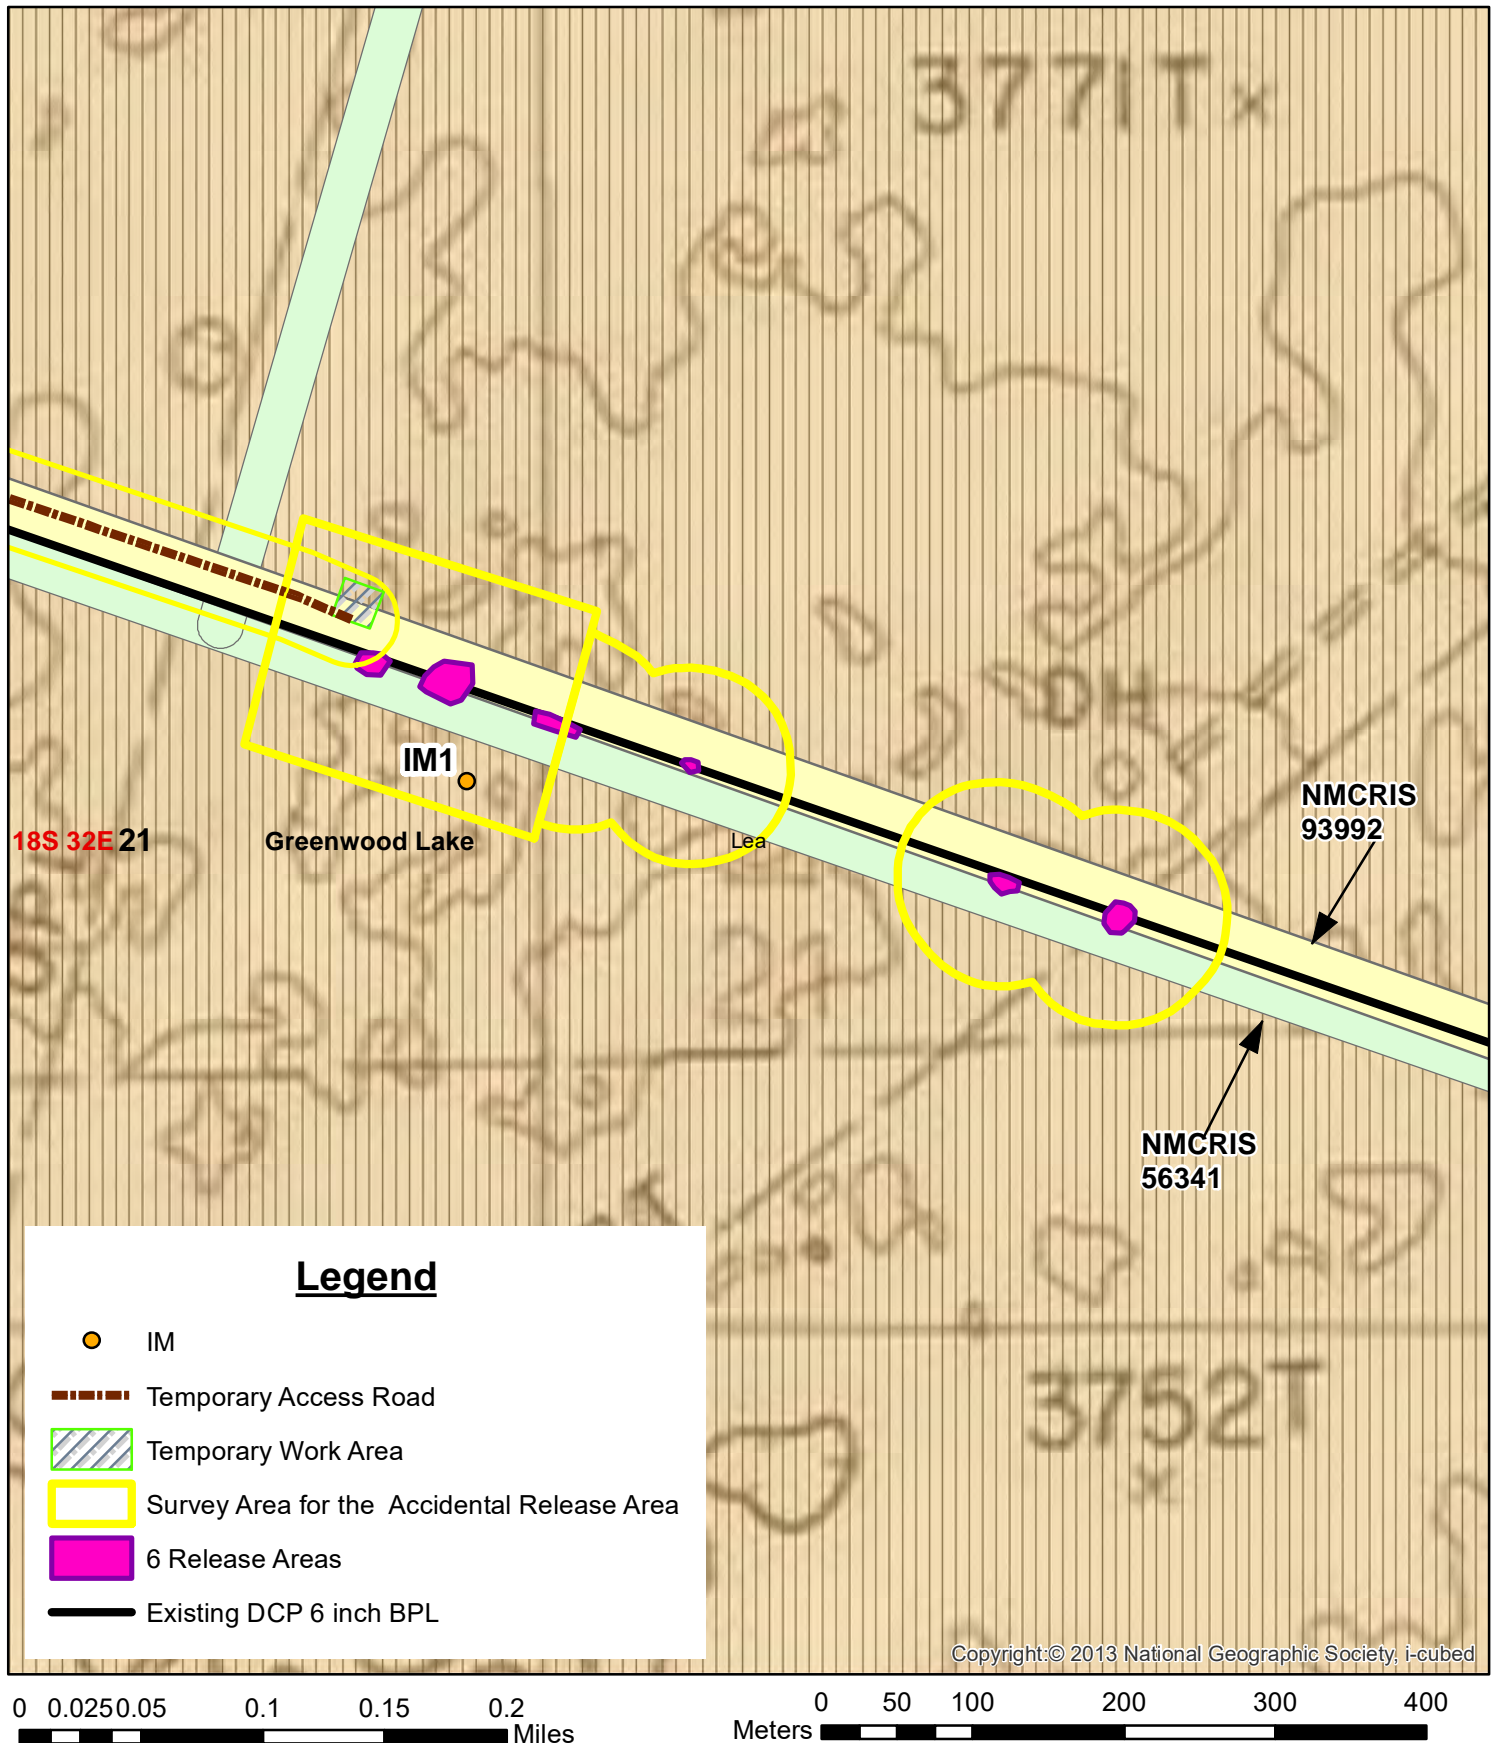 3771T x
IM1
18S 32E 21
Greenwood Lake
Lea
NMCRIS
93992
NMCRIS
56341
3752T
x
Legend
IM
Temporary Access Road
Temporary Work Area
Survey Area for the  Accidental Release Area
6 Release Areas
Existing DCP 6 inch BPL
Copyright:© 2013 National Geographic Society, i-cubed
0 0.025 0.05 0.1 0.15 0.2
Miles
0 50 100 200 300 400
Meters